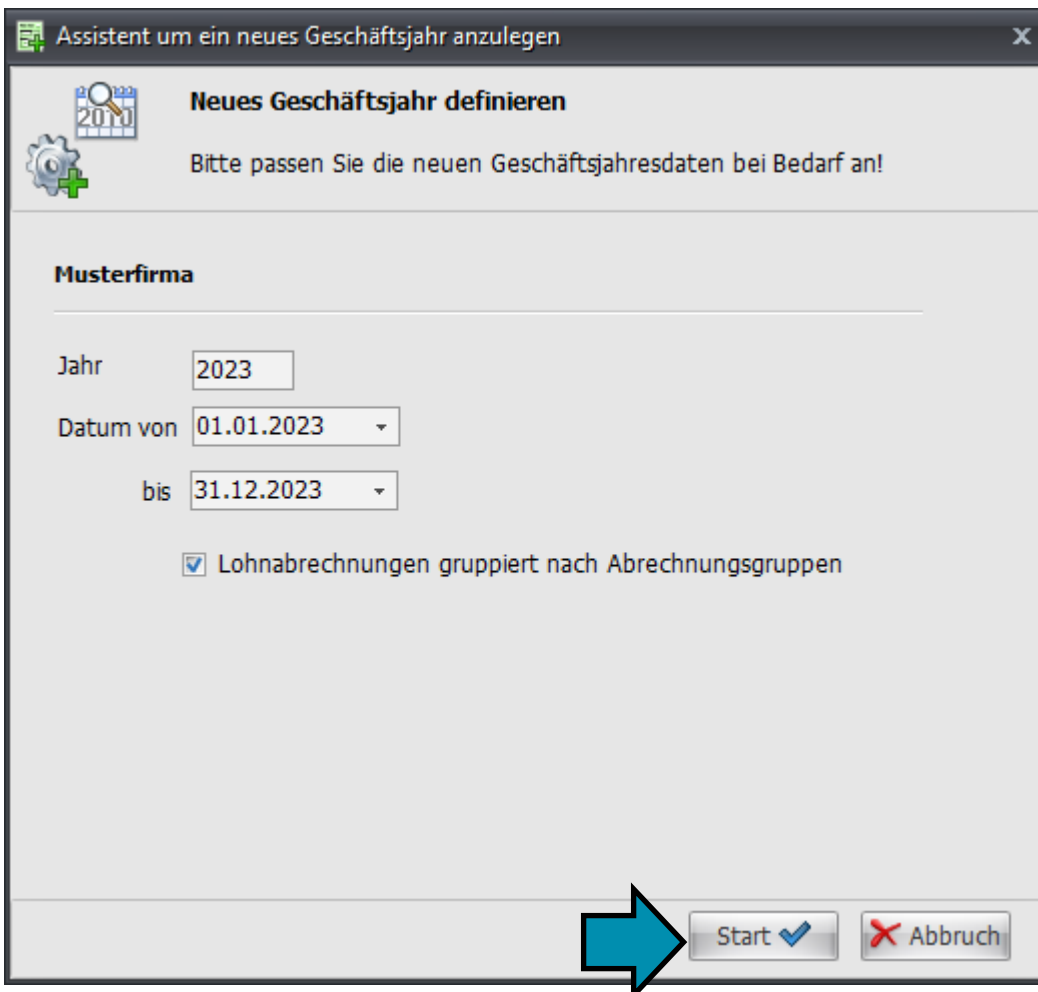 Assistent um ein neues Geschäftsjahr anzulegen
2010
Neues Geschäftsjahr definieren
Bitte passen Sie die neuen Geschäftsjahresdaten bei Bedarf an!
Musterfirma
Jahr 2023
Datum von 01.01.2023
bis 31.12.2023
Lohnabrechnungen gruppiert nach Abrechnungsgruppen
Start Abbruch